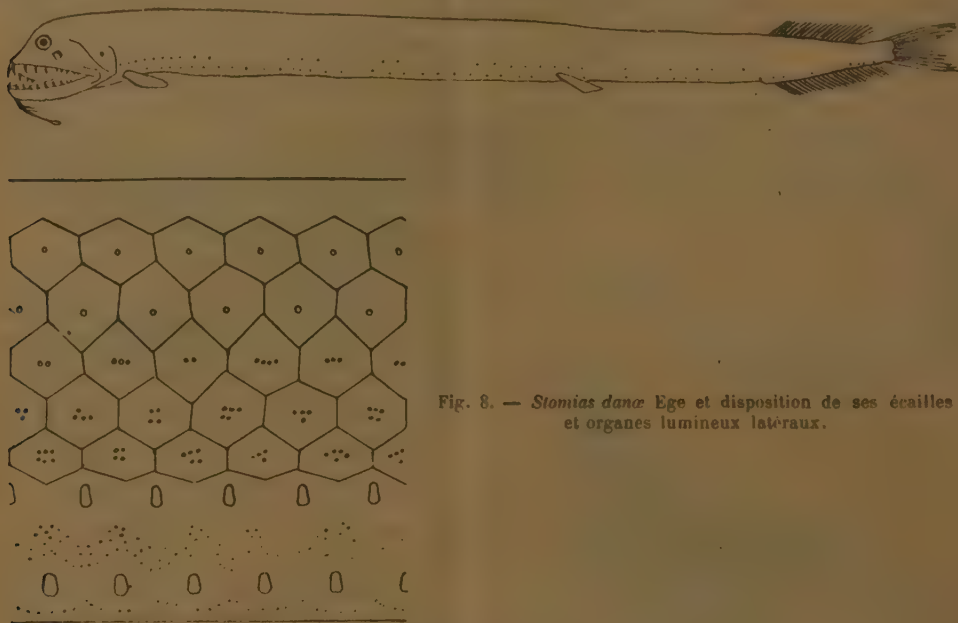 Fig. 8. — Stomias danæ Ege et disposition de ses écailles
et organes lumineux latéraux.